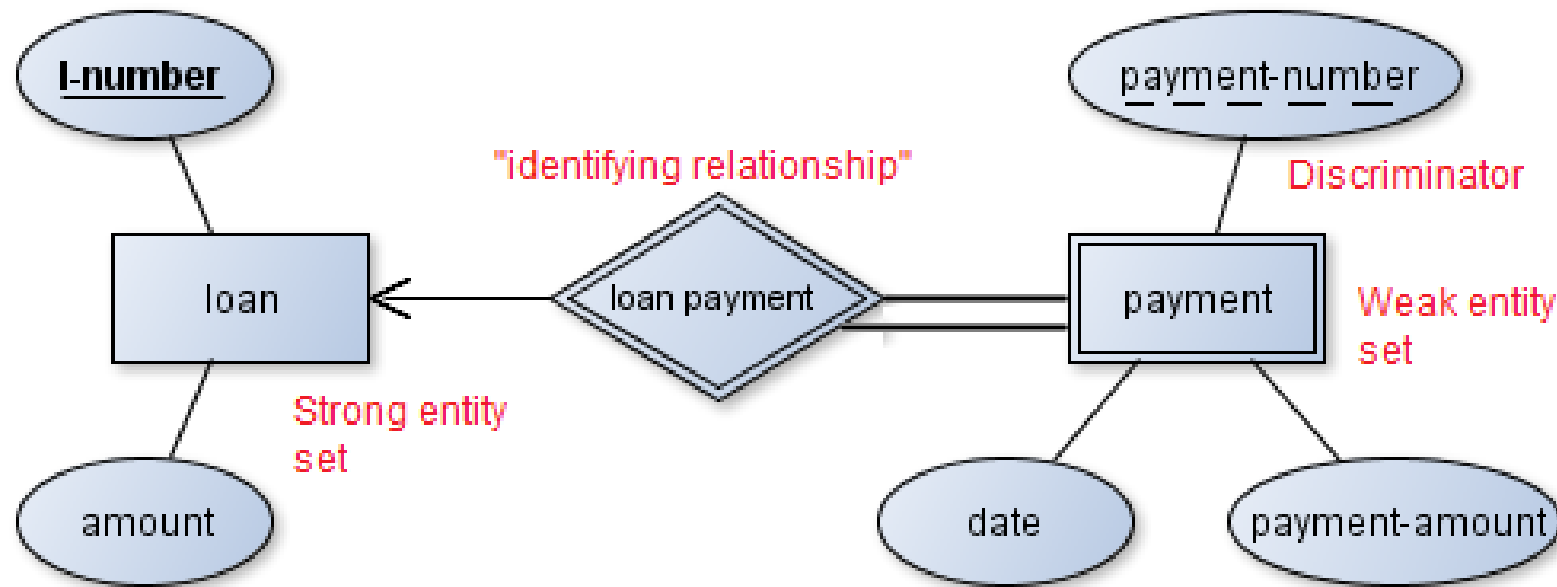 l-number
payment-number
"identifying relationship"
Discriminator
loan
loan payment
payment
Weak entity
set
Strong entity
set
amount
date
payment-amount